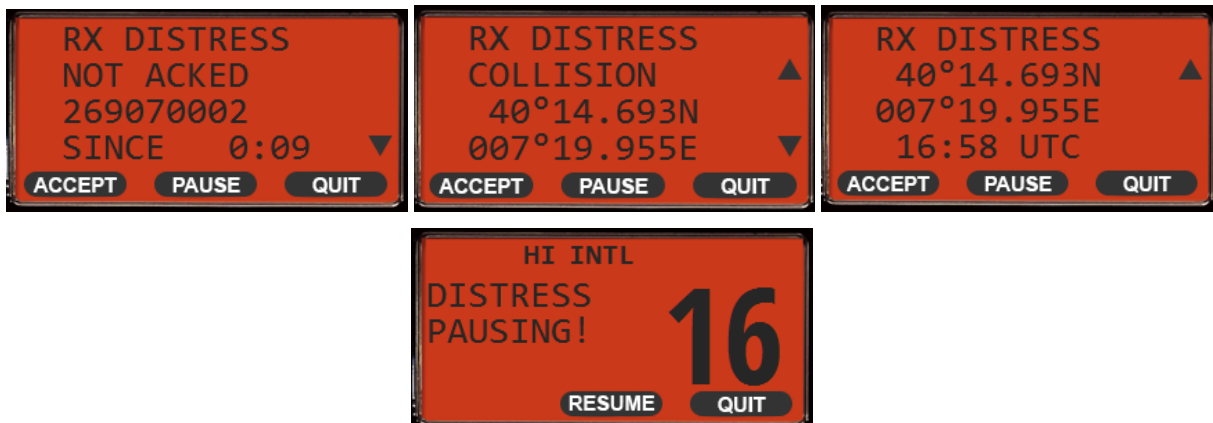 RX DISTRESS
NOT ACKED
269070002
SINCE 0:09
ACCEPT PAUSE QUIT
RX DISTRESS
COLLISION
40°14.693N
007°19.955E
ACCEPT PAUSE QUIT
RX DISTRESS
40°14.693N
007°19.955E
16:58 UTC
ACCEPT PAUSE QUIT
HI INTL
DISTRESS
PAUSING!
16
RESUME QUIT